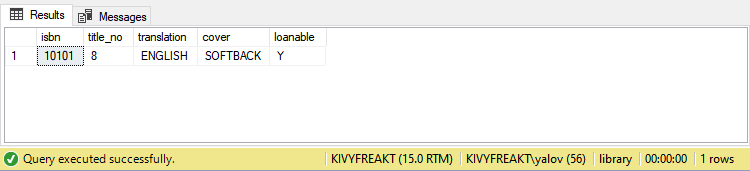 Results Messages
isbn title_no translation cover loanable
1 10101 8 ENGLISH SOFTBACK Y
Query executed successfully. KIVYFREAKT (15.0 RTM) KIVYFREAKT\yalov (56) library 00:00:00 1 rows